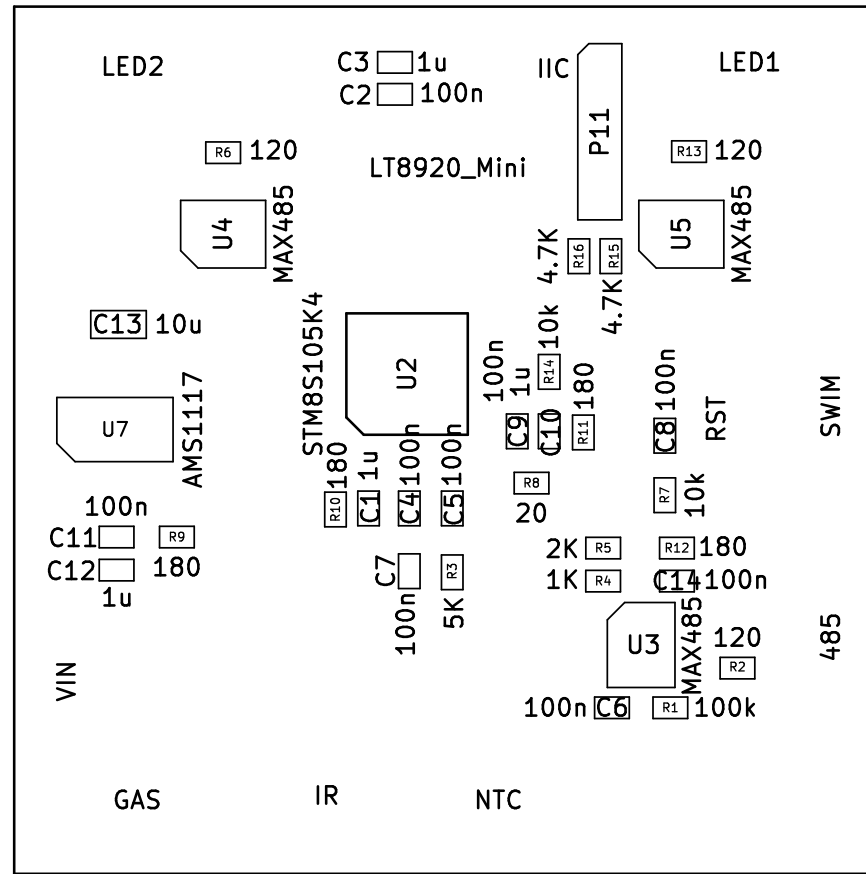 LED2
C3 1u
IIC
LED1
C2 100n
P11
R6 120
R13 120
LT8920_Mini
U4
MAX485
U5
MAX485
4.7K
R16
R15
4.7K
C13 10u
STM8S105K4
U2
10k
R14
100n
1u
180
100n
U7
AMS1117
C9
C10
R11
C8
RST
SWIM
180
1u
100n
100n
R10
C1
C4
C5
R8
20
R7
10k
100n
C11
R9
180
C12
1u
C7
100n
R3
5K
2K R5
R12 180
1K R4
C14 100n
U3
MAX485
120
R2
485
VIN
100n C6
R1 100k
GAS
IR
NTC